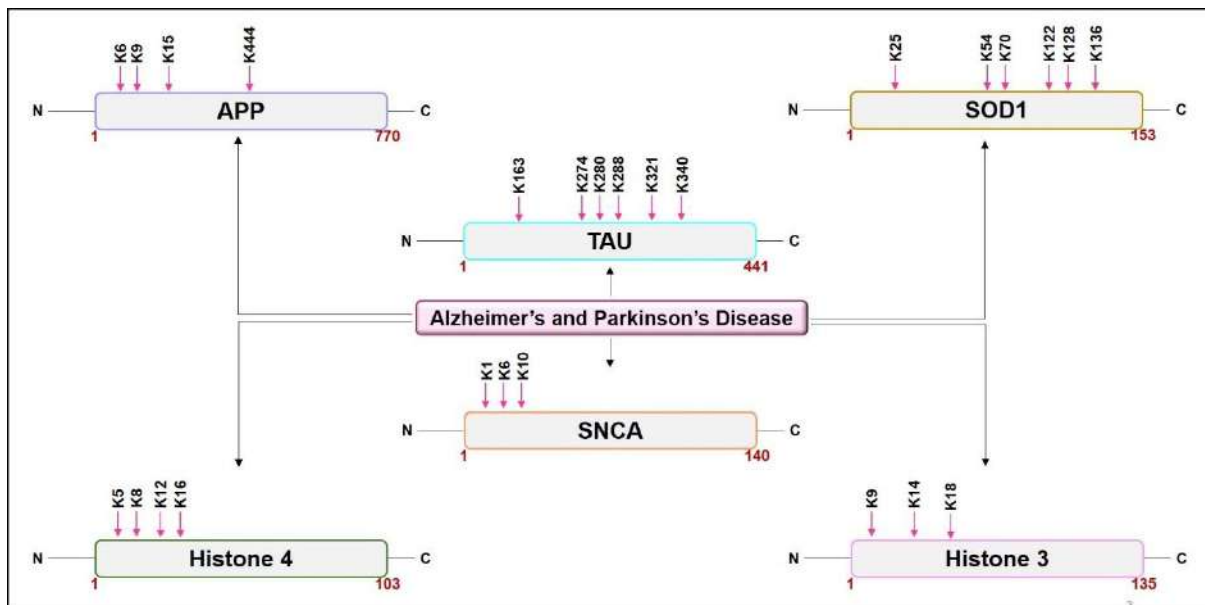 K6 K9 K15 K444
N APP C
1 770
K25 K54 K70 K122 K128 K136
N SOD1 C
1 153
K163 K274 K280 K288 K321 K340
N TAU C
1 441
Alzheimer's and Parkinson's Disease
K1 K6 K10
N SNCA C
1 140
K5 K8 K12 K16
N Histone 4 C
1 103
K9 K14 K18
N Histone 3 C
1 135